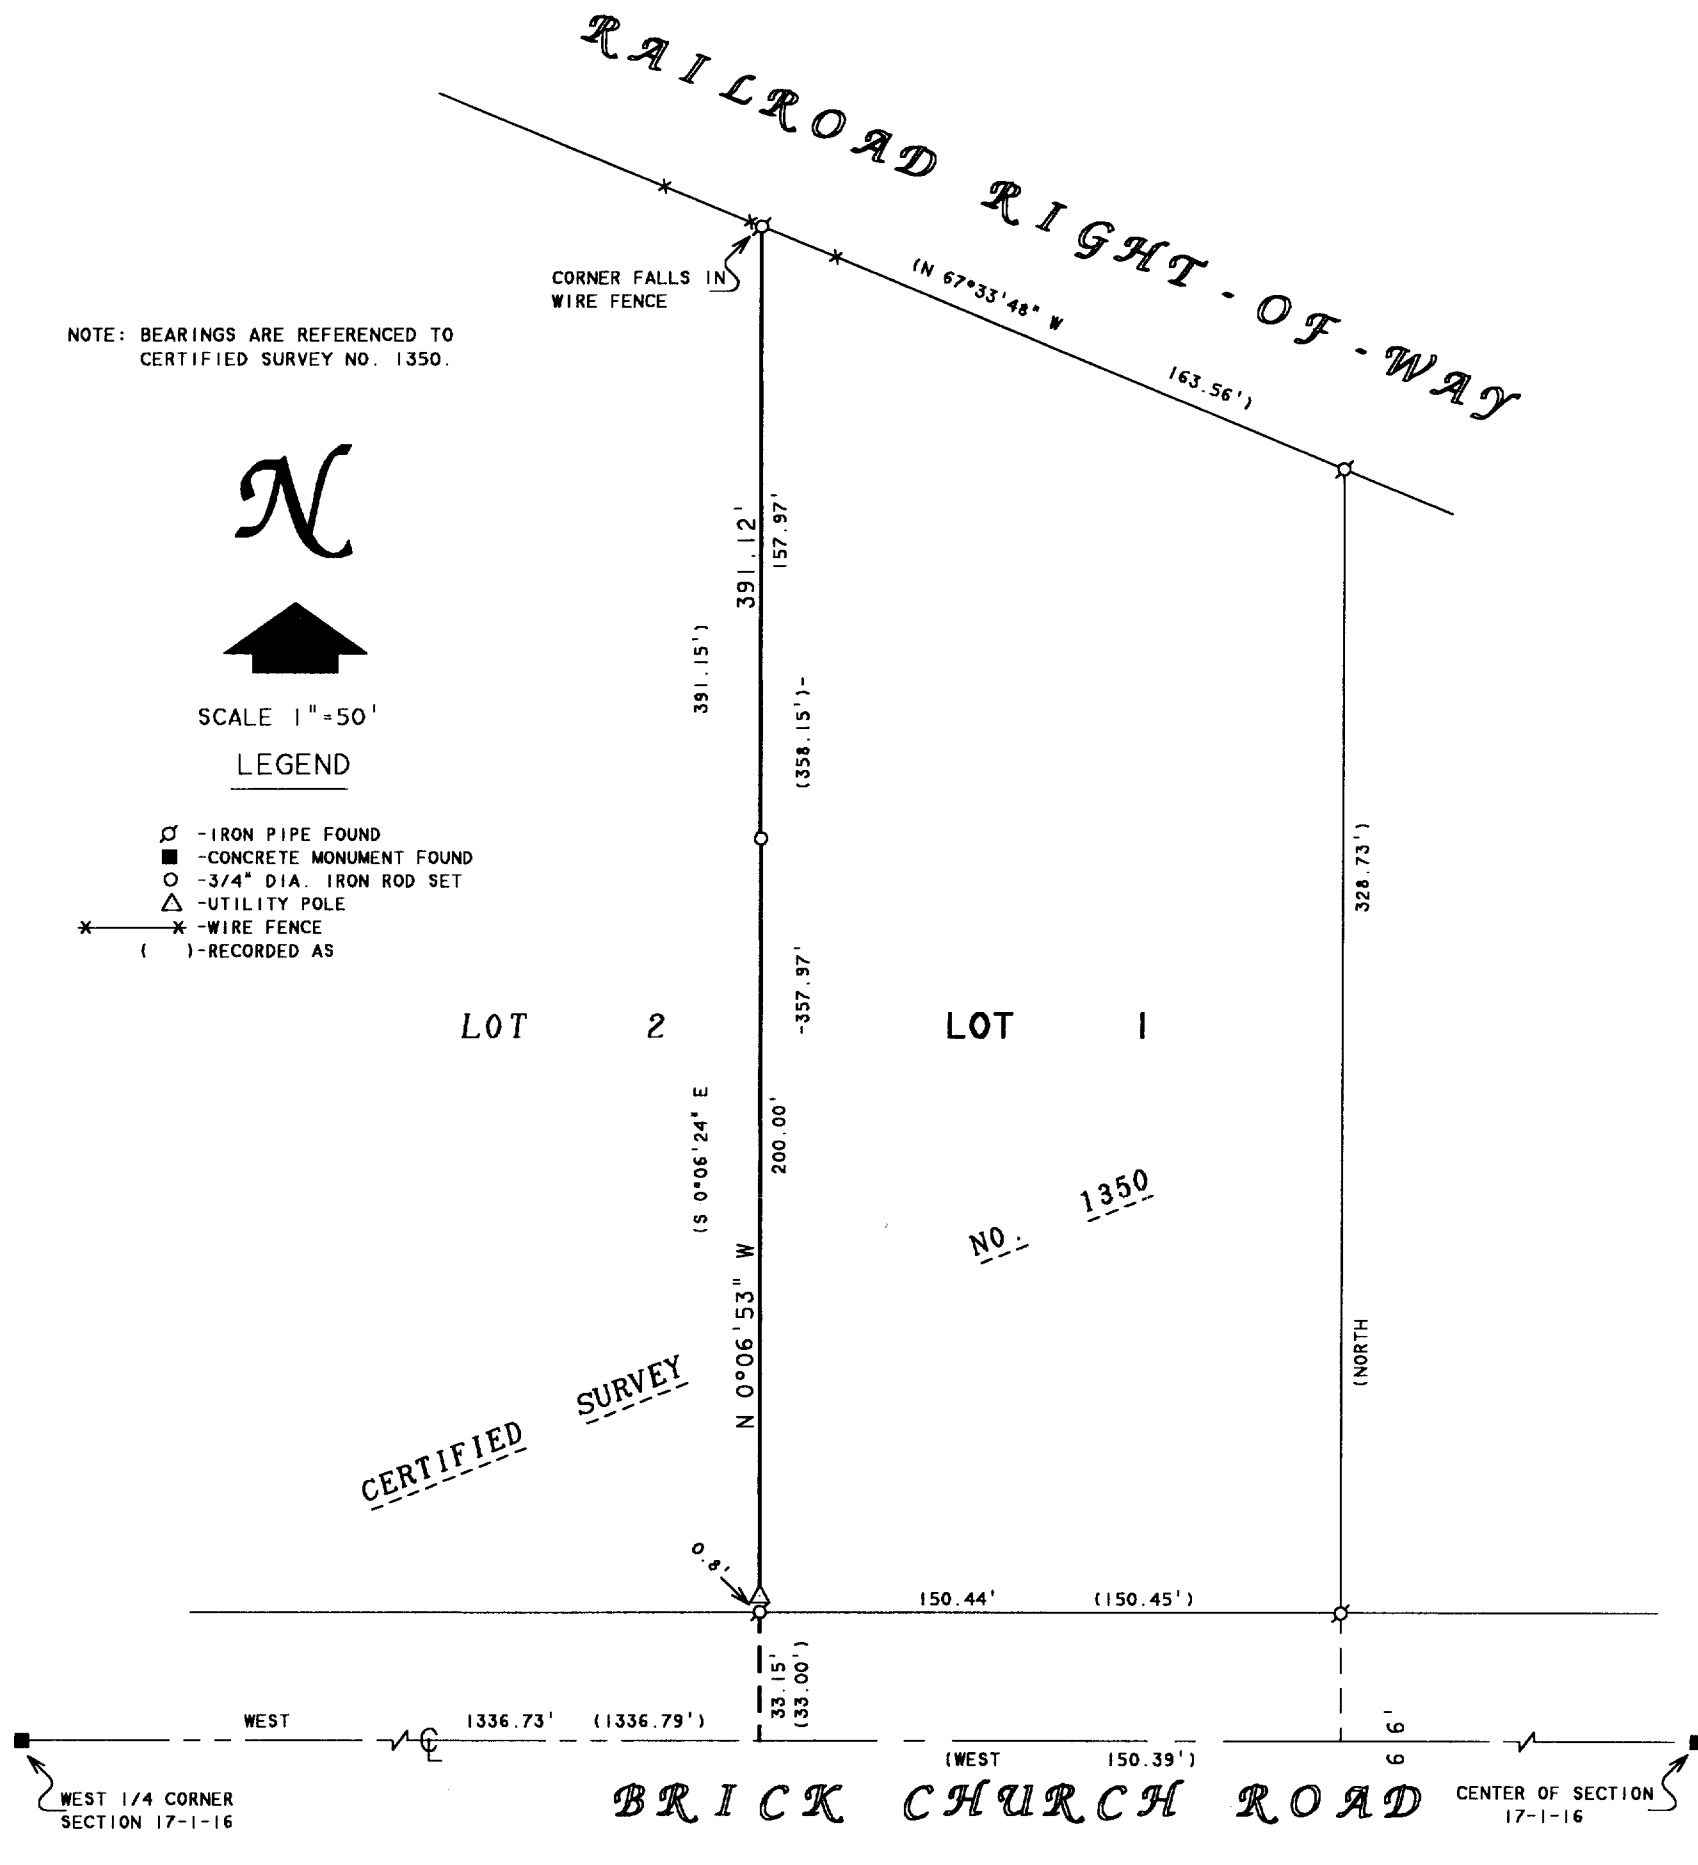 RAILROAD RIGHT-OF-WAY
CORNER FALLS IN
WIRE FENCE
(N 67°33'48" W 163.56')
NOTE: BEARINGS ARE REFERENCED TO
CERTIFIED SURVEY NO. 1350.
N
SCALE 1"=50'
LEGEND
-IRON PIPE FOUND
-CONCRETE MONUMENT FOUND
-3/4" DIA. IRON ROD SET
-UTILITY POLE
-WIRE FENCE
( )-RECORDED AS
N 0°06'53" W 391.12'
(S 0°06'24" E 391.15')
157.97'
-357.97' (358.15')-
200.00'
(NORTH 328.73')
LOT 2
LOT 1
CERTIFIED SURVEY NO. 1350
0.8'
150.44' (150.45')
33.15'
(33.00')
WEST 1336.73' (1336.79')
C L
(WEST 150.39')
66'
WEST 1/4 CORNER
SECTION 17-1-16
BRICK CHURCH ROAD
CENTER OF SECTION
17-1-16